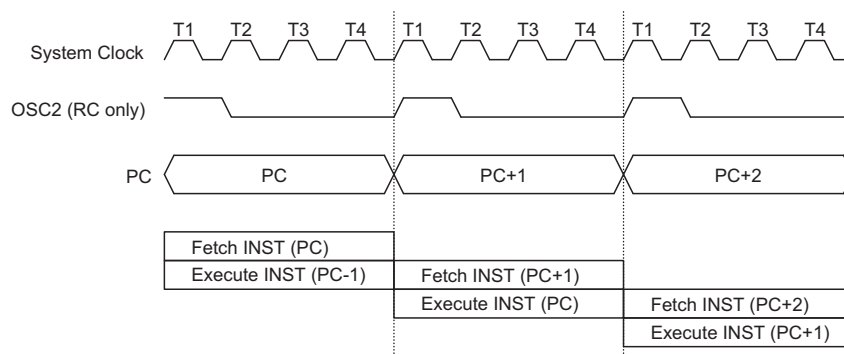 T1 T2 T3 T4 T1 T2 T3 T4 T1 T2 T3 T4
System Clock
OSC2 (RC only)
PC PC PC+1 PC+2
Fetch INST (PC)
Execute INST (PC-1) Fetch INST (PC+1)
Execute INST (PC) Fetch INST (PC+2)
Execute INST (PC+1)